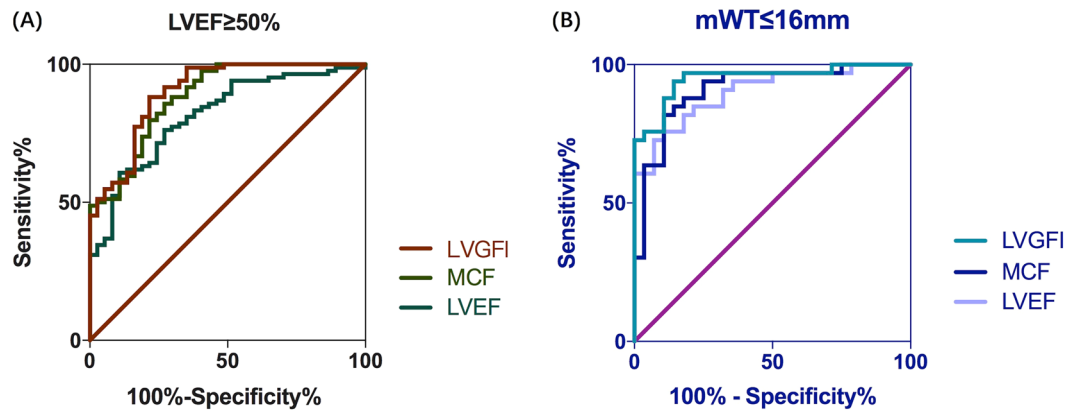 (A)
LVEF≥50%
Sensitivity%
100
50
0
0
50
100
100%-Specificity%
LVGFI
MCF
LVEF
(B)
mWT≤16mm
Sensitivity%
100
50
0
0
50
100
100% - Specificity%
LVGFI
MCF
LVEF